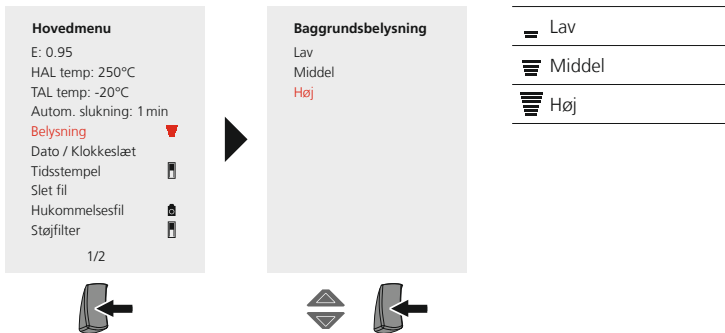 Hovedmenu
E: 0.95
HAL temp: 250°C
TAL temp: -20°C
Autom. slukning: 1 min
Belysning
Dato / Klokkeslæt
Tidsstempel
Slet fil
Hukommelsesfil
Støjfilter
1/2
Baggrundsbelysning
Lav
Middel
Høj
Lav
Middel
Høj